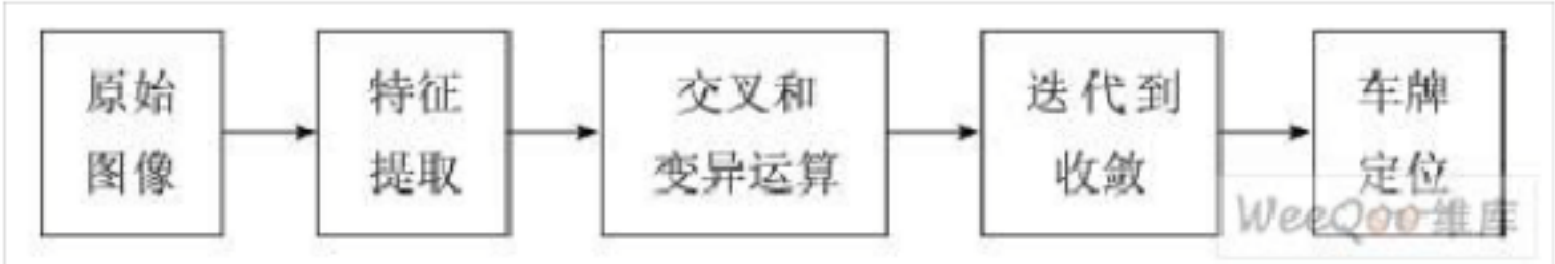 原始
图像
特征
提取
交叉和
变异运算
迭代到
收敛
车牌
定位
WeeQoo维库